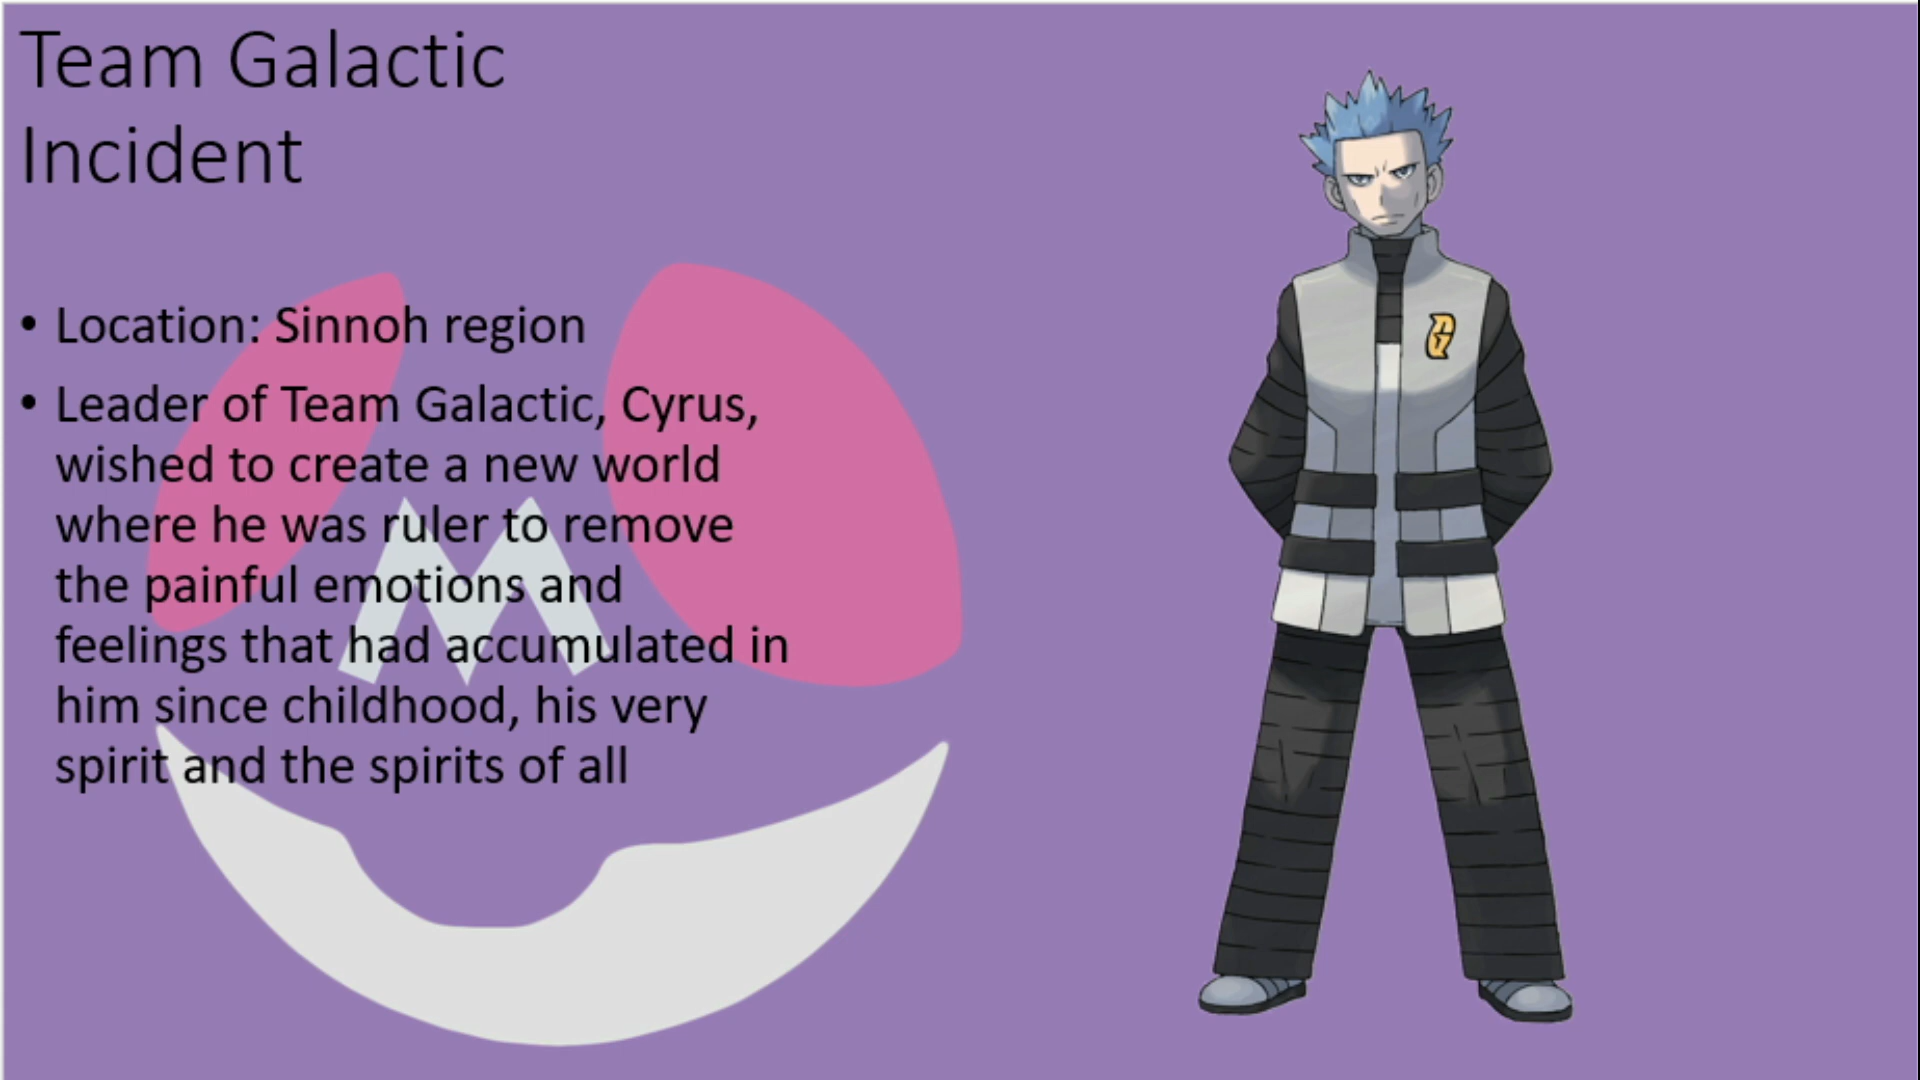 Team Galactic
Incident
• Location: Sinnoh region
• Leader of Team Galactic, Cyrus,
wished to create a new world
where he was ruler to remove
the painful emotions and
feelings that had accumulated in
him since childhood, his very
spirit and the spirits of all
M
G